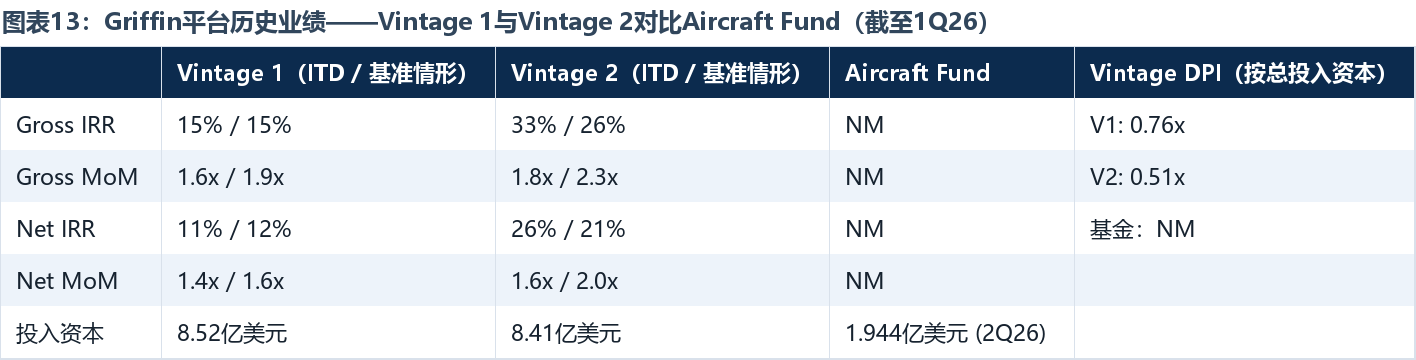 图表13：Griffin平台历史业绩——Vintage 1与Vintage 2对比Aircraft Fund（截至1Q26）
Vintage 1（ITD / 基准情形） Vintage 2（ITD / 基准情形） Aircraft Fund Vintage DPI（按总投入资本）
Gross IRR 15% / 15% 33% / 26% NM V1: 0.76x
Gross MoM 1.6x / 1.9x 1.8x / 2.3x NM V2: 0.51x
Net IRR 11% / 12% 26% / 21% NM 基金：NM
Net MoM 1.4x / 1.6x 1.6x / 2.0x NM
投入资本 8.52亿美元 8.41亿美元 1.944亿美元 (2Q26)